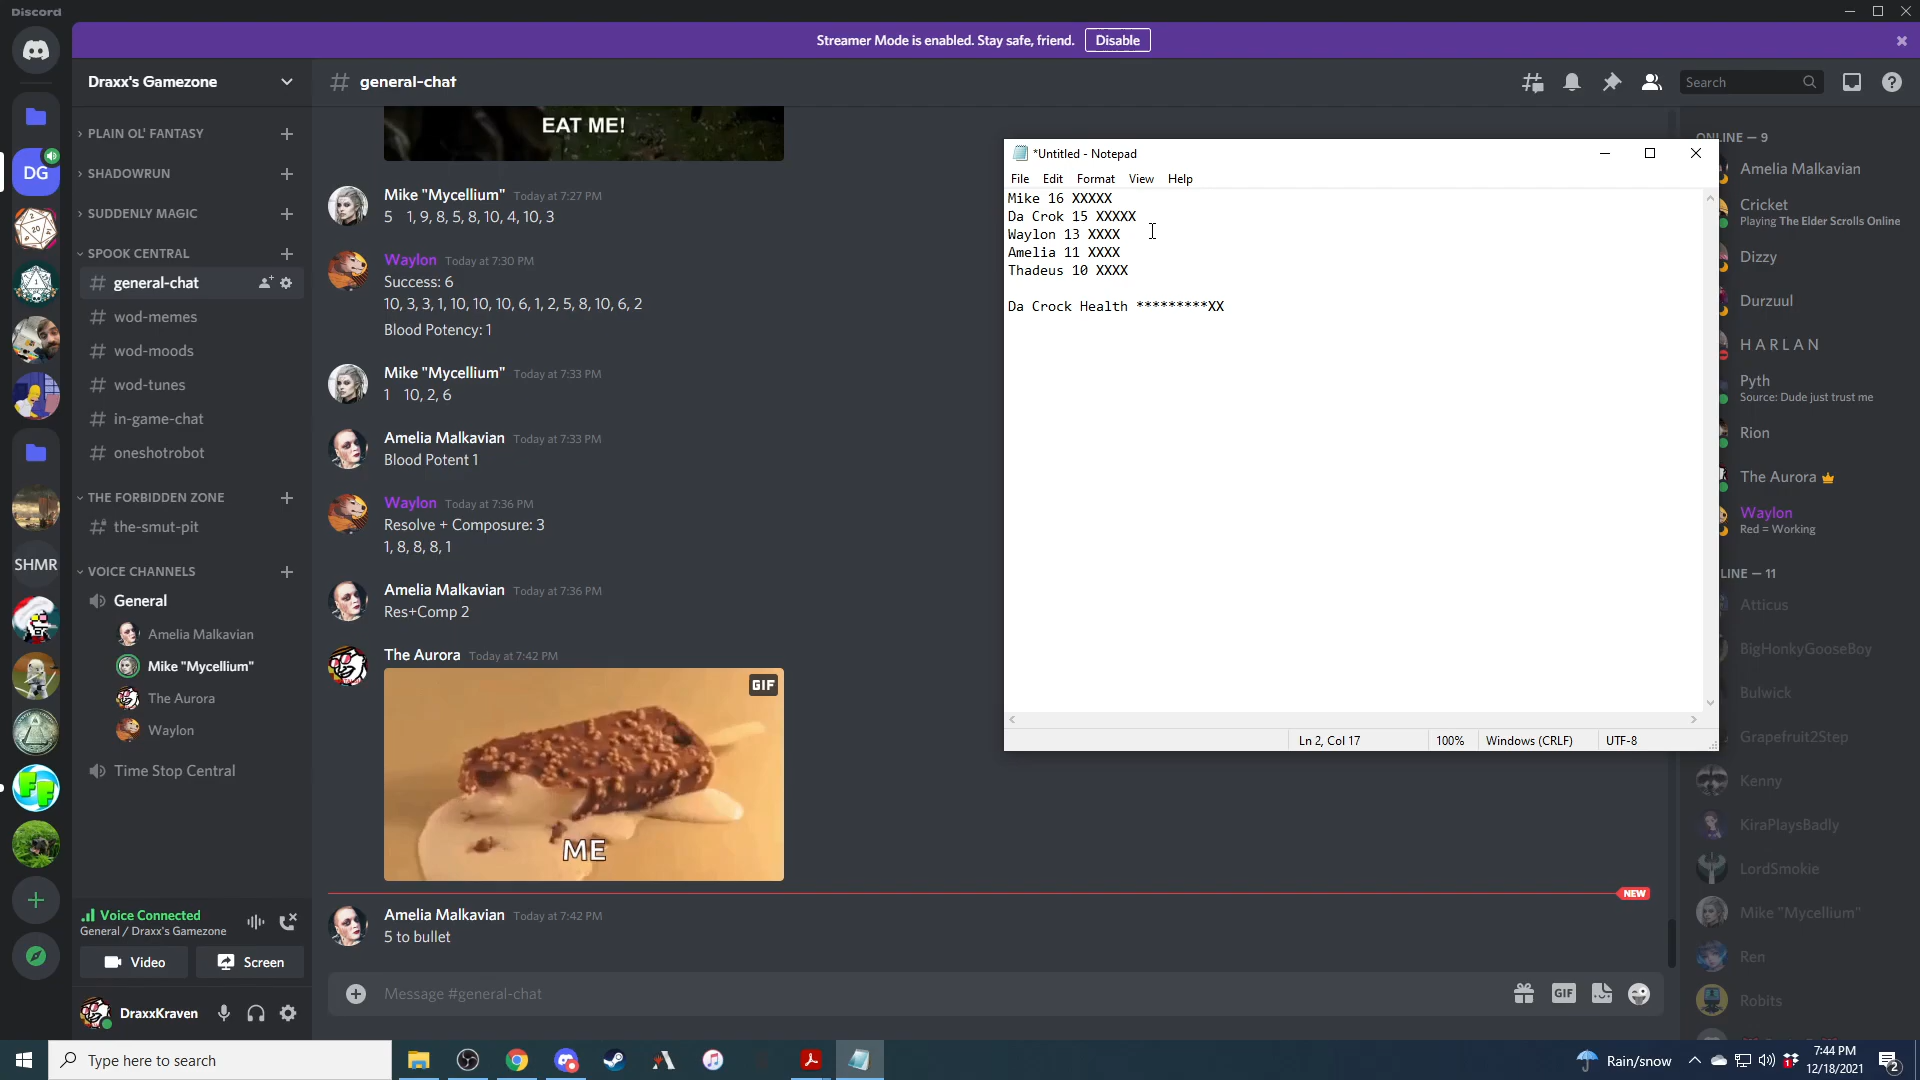 Discord
Streamer Mode is enabled. Stay safe, friend.
Disable
Draxx's Gamezone
general-chat
Search
PLAIN OL' FANTASY
DG
SHADOWRUN
SUDDENLY MAGIC
SPOOK CENTRAL
general-chat
wod-memes
wod-moods
wod-tunes
in-game-chat
oneshotrobot
THE FORBIDDEN ZONE
the-smut-pit
SHMR
VOICE CHANNELS
General
Amelia Malkavian
Mike "Mycellium"
The Aurora
Waylon
Time Stop Central
FF
Voice Connected
General / Draxx's Gamezone
Video
Screen
DraxxKraven
EAT ME!
Mike "Mycellium" Today at 7:27 PM
5 1, 9, 8, 5, 8, 10, 4, 10, 3
Waylon Today at 7:30 PM
Success: 6
10, 3, 3, 1, 10, 10, 10, 6, 1, 2, 5, 8, 10, 6, 2
Blood Potency: 1
Mike "Mycellium" Today at 7:33 PM
1 10, 2, 6
Amelia Malkavian Today at 7:33 PM
Blood Potent 1
Waylon Today at 7:36 PM
Resolve + Composure: 3
1, 8, 8, 8, 1
Amelia Malkavian Today at 7:36 PM
Res+Comp 2
The Aurora Today at 7:42 PM
GIF
ME
NEW
Amelia Malkavian Today at 7:42 PM
5 to bullet
Message #general-chat
GIF
*Untitled - Notepad
File Edit Format View Help
Mike 16 XXXXX
Da Crok 15 XXXXX
Waylon 13 XXXX
Amelia 11 XXXX
Thadeus 10 XXXX
Da Crock Health *********XX
Ln 2, Col 17
100%
Windows (CRLF)
UTF-8
ONLINE — 9
Amelia Malkavian
Cricket
Playing The Elder Scrolls Online
Dizzy
Durzuul
H A R L A N
Pyth
Source: Dude just trust me
Rion
The Aurora
Waylon
Red = Working
LINE — 11
Atticus
BigHonkyGooseBoy
Bulwick
Grapefruit2Step
Kenny
KiraPlaysBadly
LordSmokie
Mike "Mycellium"
Ren
Robits
Type here to search
Rain/snow
7:44 PM
12/18/2021
2